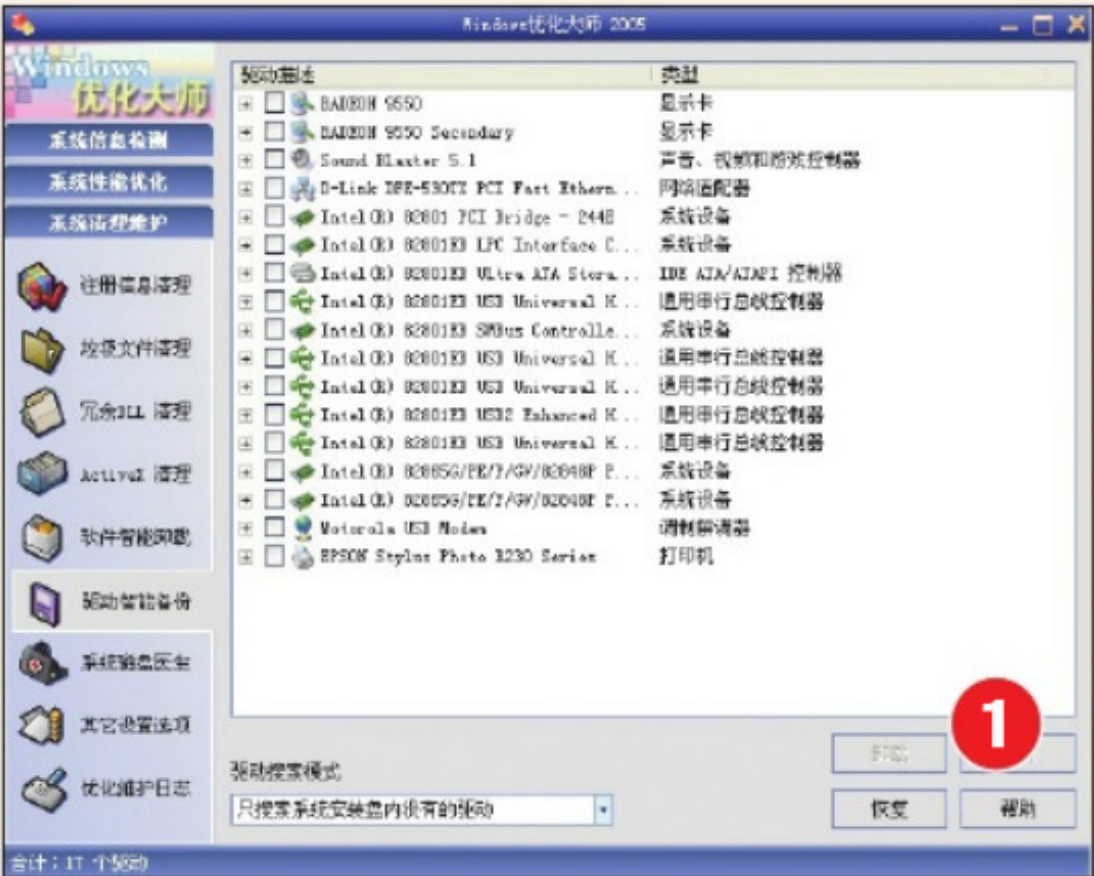 Windows优化大师 2005
Windows
优化大师
系统信息检测
系统性能优化
系统清理维护
注册信息清理
垃圾文件清理
冗余DLL 清理
ActiveX 清理
软件智能卸载
驱动智能备份
系统磁盘医生
其它设置选项
优化维护日志
驱动描述 类型
RADEON 9550 显示卡
RADEON 9550 Secondary 显示卡
Sound Blaster 5.1 声音、视频和游戏控制器
D-Link DFE-530TX PCI Fast Ethern... 网络适配器
Intel(R) 82801 PCI Bridge - 244E 系统设备
Intel(R) 82801EB LPC Interface C... 系统设备
Intel(R) 82801EB Ultra ATA Stora... IDE ATA/ATAPI 控制器
Intel(R) 82801EB USB Universal H... 通用串行总线控制器
Intel(R) 82801EB SMBus Controlle... 系统设备
Intel(R) 82801EB USB Universal H... 通用串行总线控制器
Intel(R) 82801EB USB Universal H... 通用串行总线控制器
Intel(R) 82801EB USB2 Enhanced H... 通用串行总线控制器
Intel(R) 82801EB USB Universal H... 通用串行总线控制器
Intel(R) 82865G/PE/P/GV/82848P P... 系统设备
Intel(R) 82865G/PE/P/GV/82848P P... 系统设备
Motorola USB Modem 调制解调器
EPSON Stylus Photo R230 Series 打印机
1
驱动搜索模式
只搜索系统安装盘内没有的驱动
卸载
恢复 帮助
合计：17 个驱动